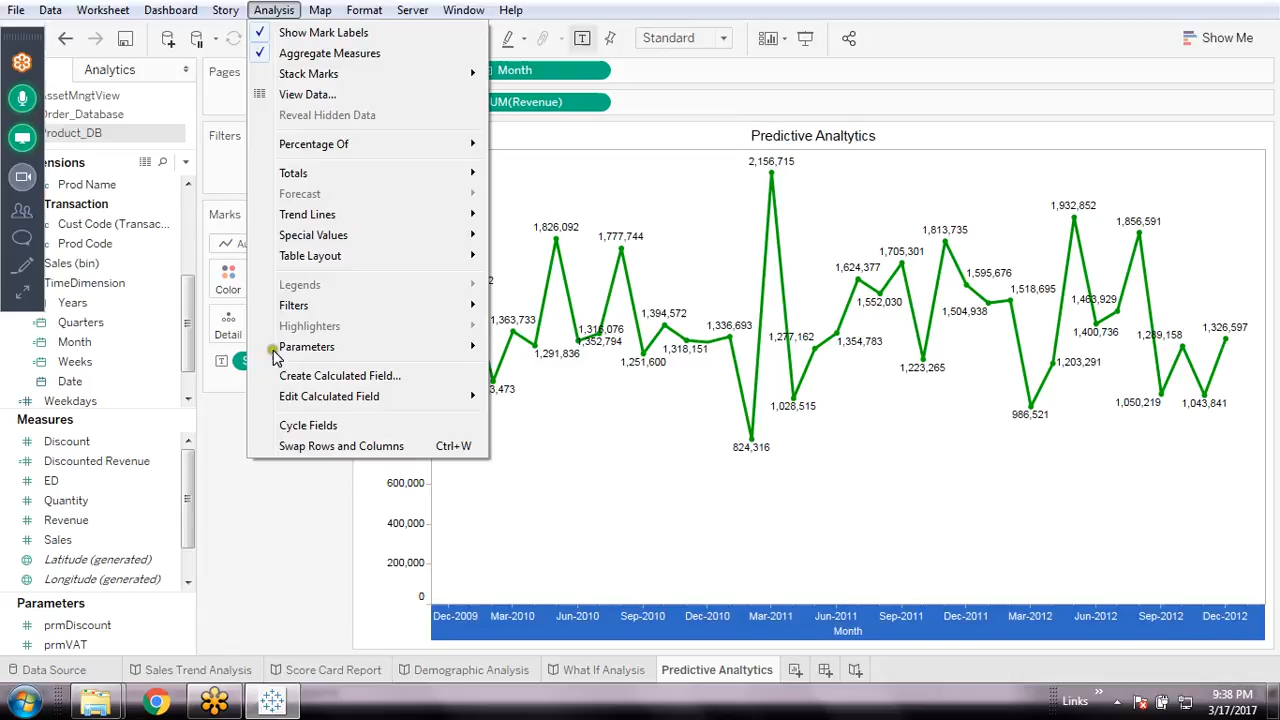 File Data Worksheet Dashboard Story Analysis Map Format Server Window Help
Standard
Show Me
Analytics
AssetMngtView
Order_Database
Product_DB
ensions
Prod Name
Transaction
Cust Code (Transac...
Prod Code
Sales (bin)
TimeDimension
Years
Quarters
Month
Weeks
Date
Weekdays
Measures
Discount
Discounted Revenue
ED
Quantity
Revenue
Sales
Latitude (generated)
Longitude (generated)
Parameters
prmDiscount
prmVAT
Pages
Filters
Marks
Color
Detail
Show Mark Labels
Aggregate Measures
Stack Marks
View Data...
Reveal Hidden Data
Percentage Of
Totals
Forecast
Trend Lines
Special Values
Table Layout
Legends
Filters
Highlighters
Parameters
Create Calculated Field...
Edit Calculated Field
Cycle Fields
Swap Rows and Columns Ctrl+W
Month
UM(Revenue)
Predictive Analtytics
2,156,715
1,932,852
1,826,092
1,856,591
1,777,744
1,813,735
1,705,301
1,624,377
1,595,676
1,552,030
1,518,695
1,504,938
1,463,929
1,363,733
1,394,572
1,336,693
1,316,076
1,352,794
1,318,151
1,277,162
1,354,783
1,400,736
1,289,158
1,326,597
1,291,836
1,251,600
1,223,265
1,203,291
3,473
1,028,515
986,521
1,050,219
1,043,841
824,316
600,000
400,000
200,000
0
Dec-2009 Mar-2010 Jun-2010 Sep-2010 Dec-2010 Mar-2011 Jun-2011 Sep-2011 Dec-2011 Mar-2012 Jun-2012 Sep-2012 Dec-2012
Month
Data Source Sales Trend Analysis Score Card Report Demographic Analysis What If Analysis Predictive Analtytics
Links
9:38 PM
3/17/2017